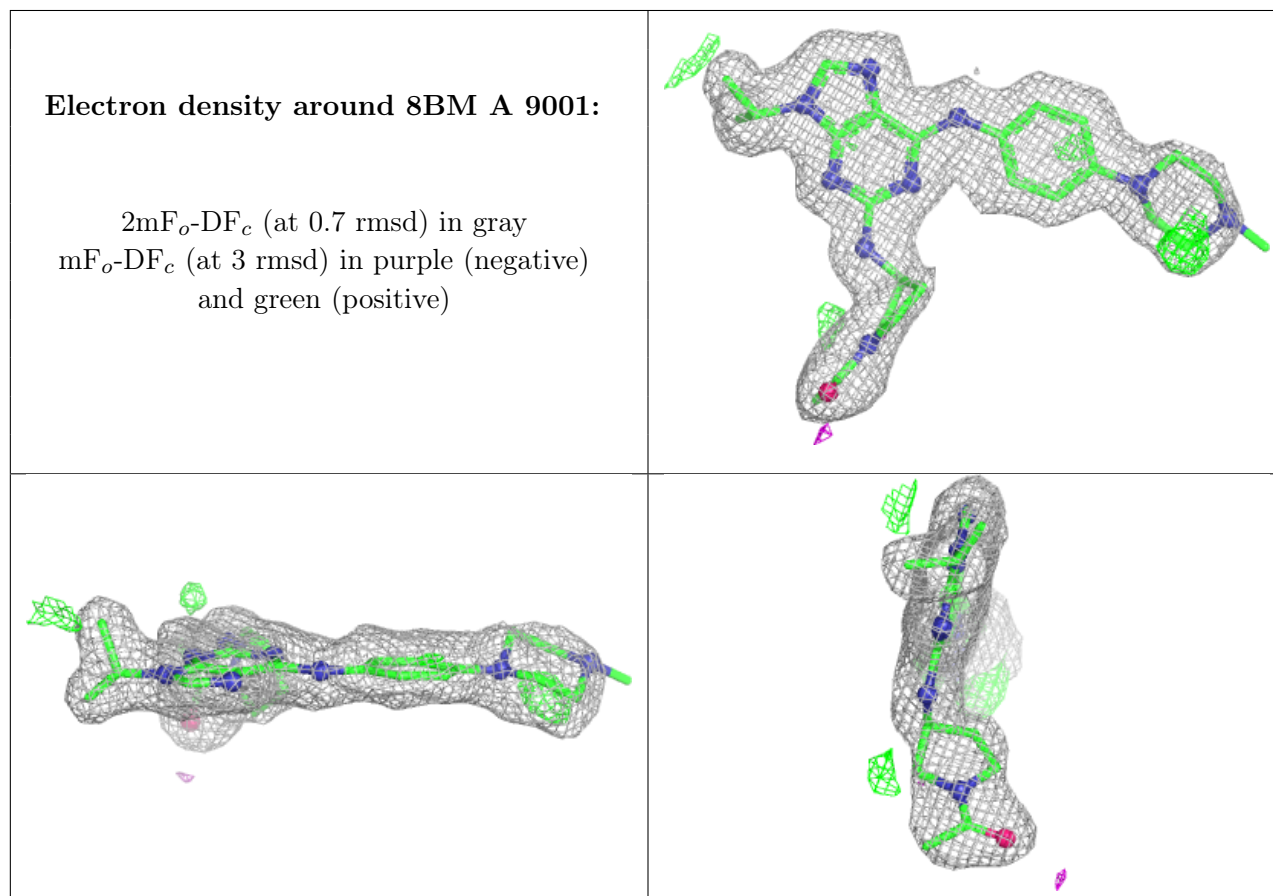 Electron density around 8BM A 9001:
2mFo-DFc (at 0.7 rmsd) in gray
mFo-DFc (at 3 rmsd) in purple (negative)
and green (positive)